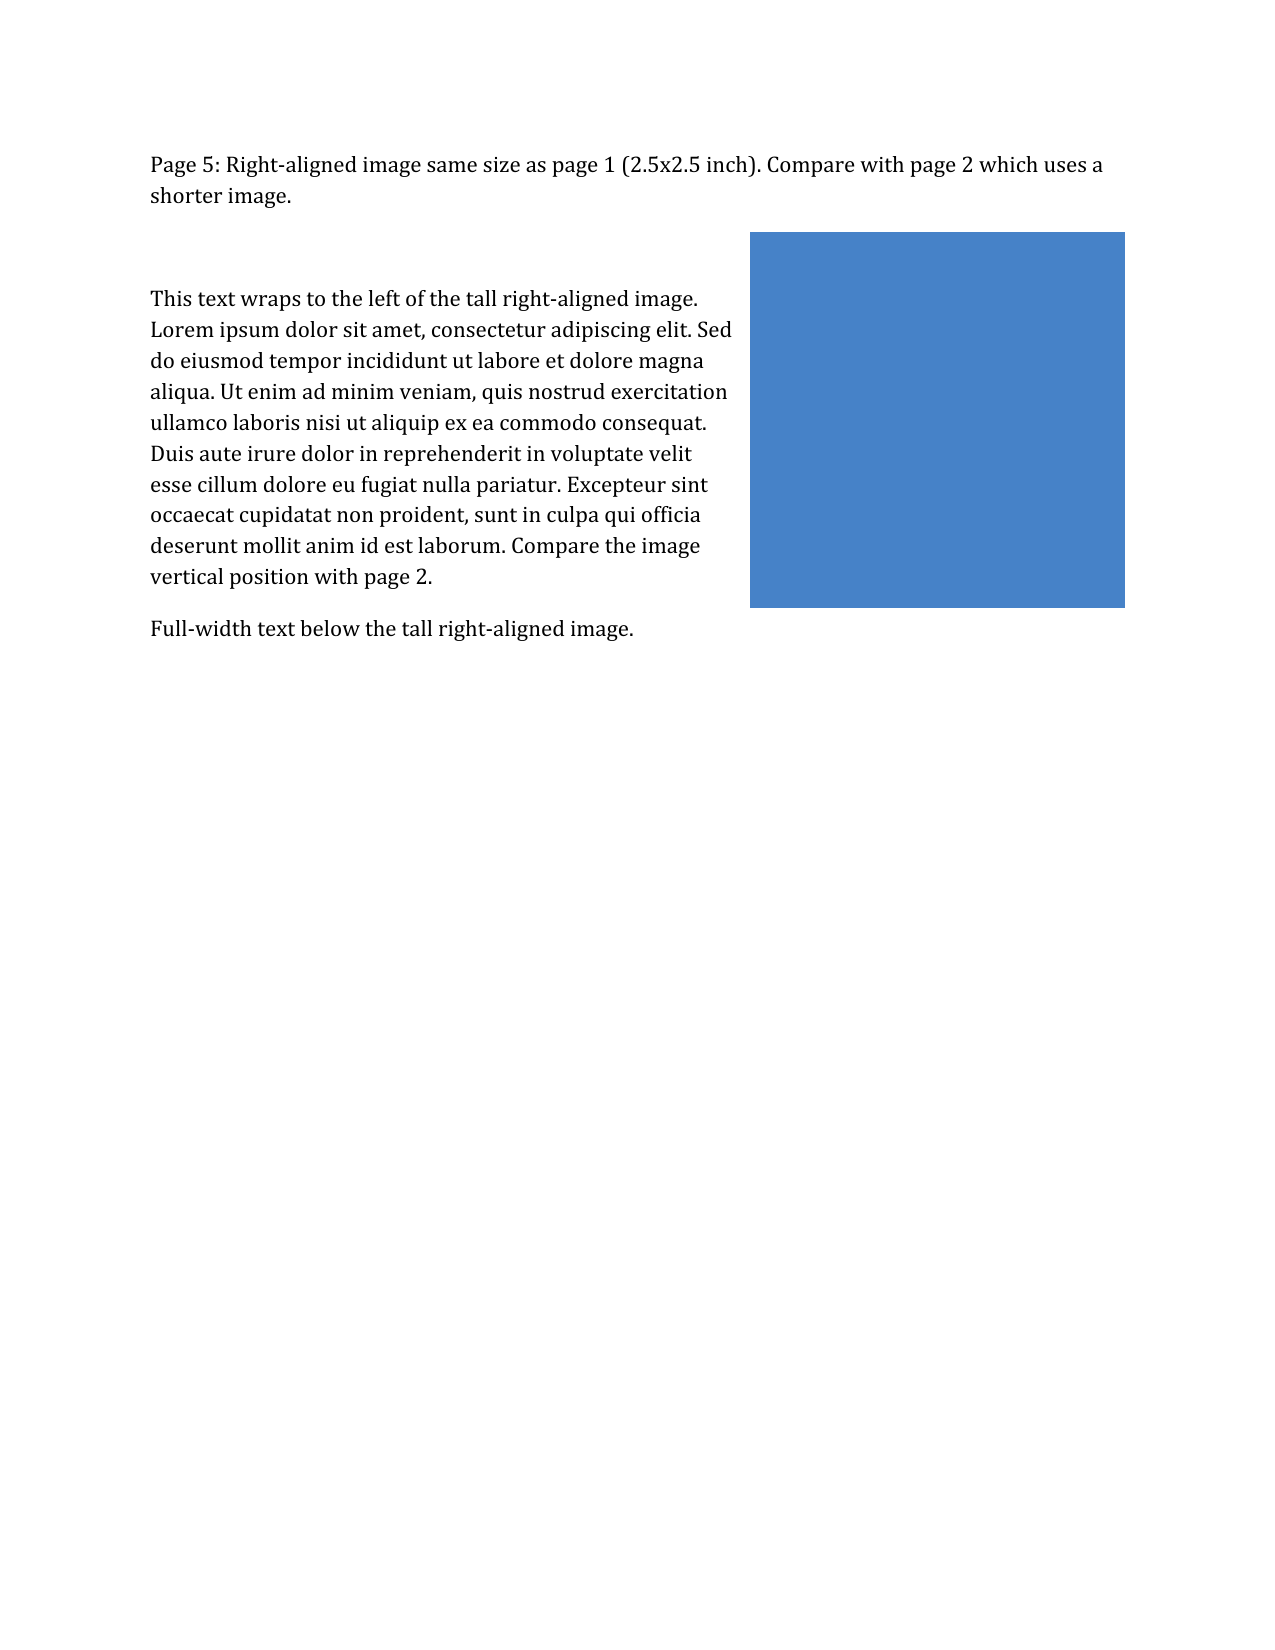 Page 5: Right-aligned image same size as page 1 (2.5x2.5 inch). Compare with page 2 which uses a
shorter image.
This text wraps to the left of the tall right-aligned image.
Lorem ipsum dolor sit amet, consectetur adipiscing elit. Sed
do eiusmod tempor incididunt ut labore et dolore magna
aliqua. Ut enim ad minim veniam, quis nostrud exercitation
ullamco laboris nisi ut aliquip ex ea commodo consequat.
Duis aute irure dolor in reprehenderit in voluptate velit
esse cillum dolore eu fugiat nulla pariatur. Excepteur sint
occaecat cupidatat non proident, sunt in culpa qui officia
deserunt mollit anim id est laborum. Compare the image
vertical position with page 2.
Full-width text below the tall right-aligned image.